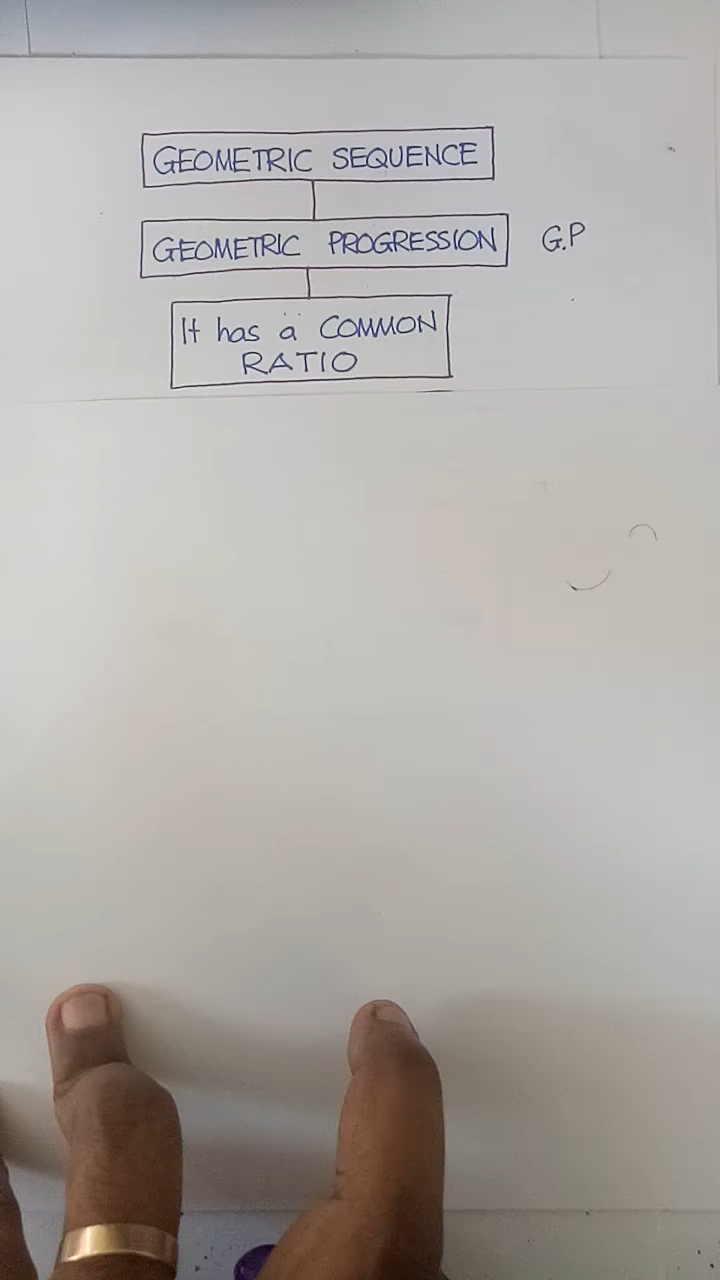 GEOMETRIC SEQUENCE
GEOMETRIC PROGRESSION G.P
It has a COMMON
RATIO